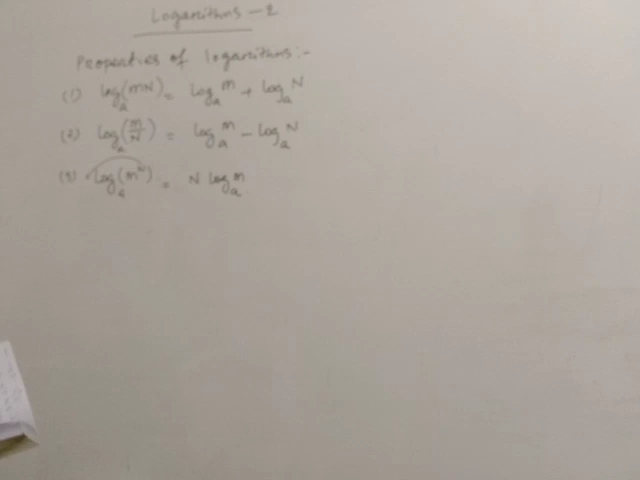 Logarithms - 2
Properties of logarithms:-
(1) log_a(mN) = log_a m + log_a N
(2) log_a(m/N) = log_a m - log_a N
(3) log_a(m^N) = N log_a m